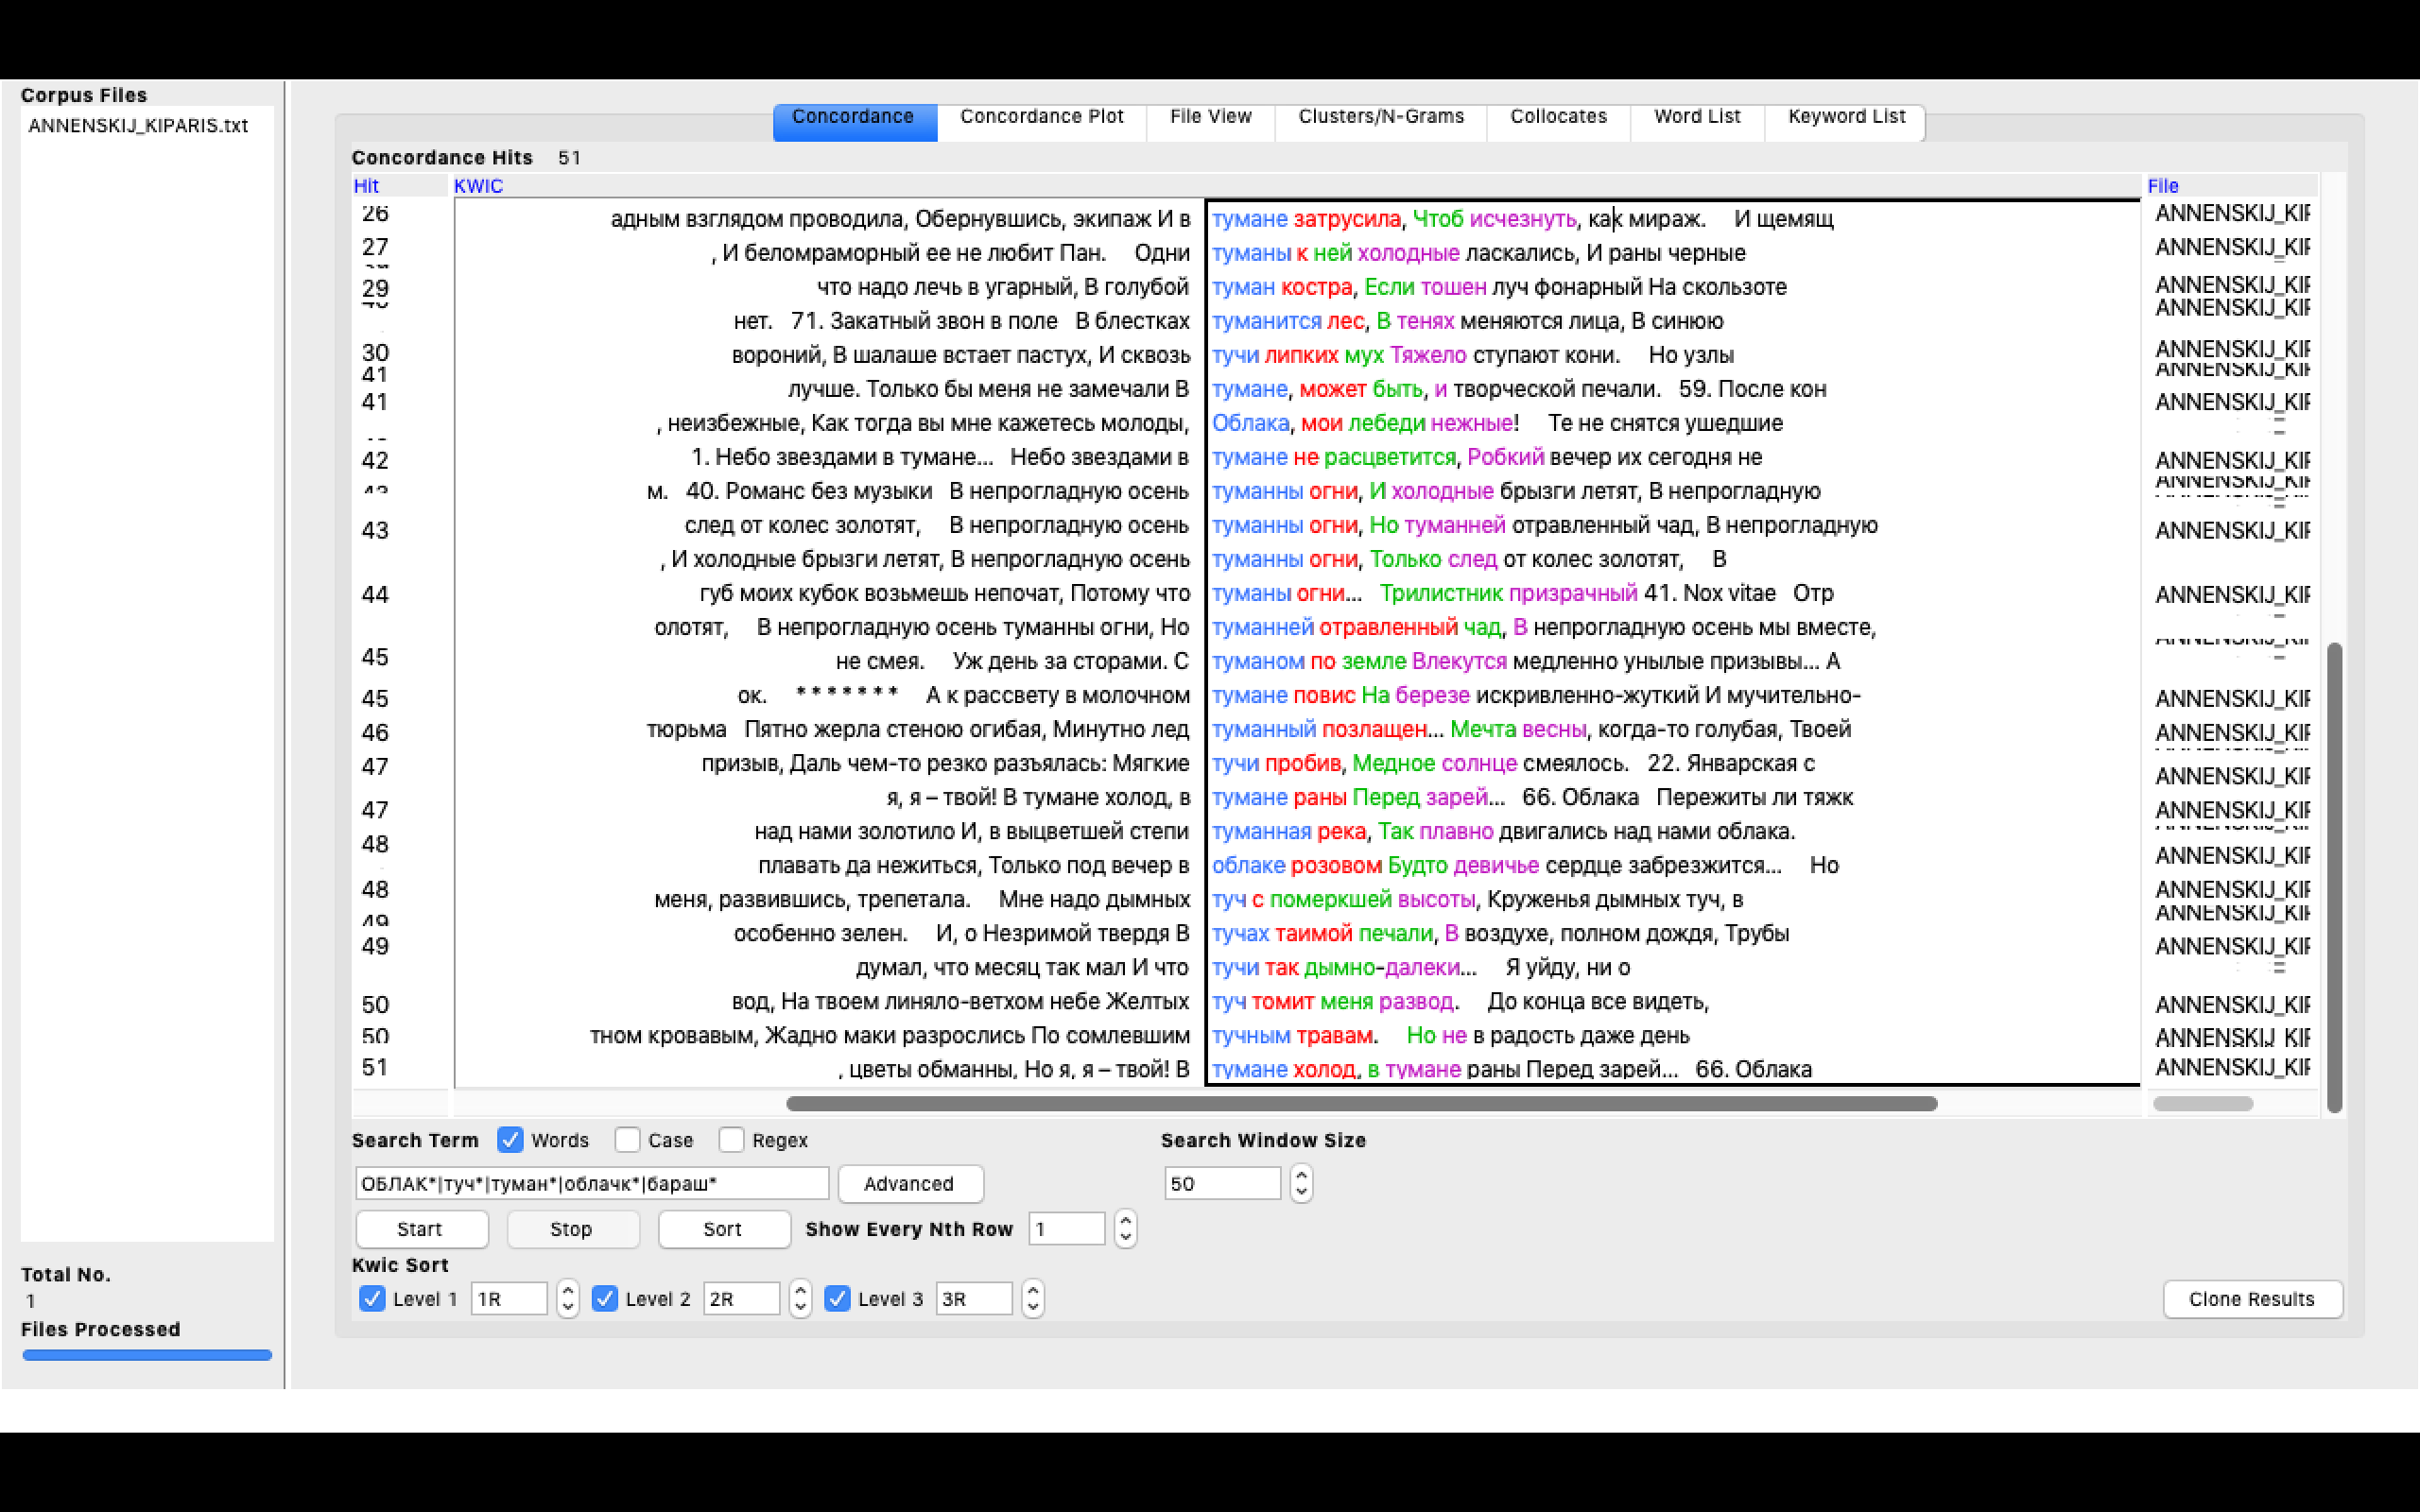 Corpus Files
ANNENSKIJ_KIPARIS.txt
Concordance Concordance Plot File View Clusters/N-Grams Collocates Word List Keyword List
Concordance Hits 51
Hit KWIC File
26 адным взглядом проводила, Обернувшись, экипаж И в тумане затрусила, Чтоб исчезнуть, как мираж. И щемящ ANNENSKIJ_KIF
27 , И беломраморный ее не любит Пан. Одни туманы к ней холодные ласкались, И раны черные ANNENSKIJ_KIF
29 что надо лечь в угарный, В голубой туман костра, Если тошен луч фонарный На скользоте ANNENSKIJ_KIF
нет. 71. Закатный звон в поле В блестках туманится лес, В тенях меняются лица, В синюю ANNENSKIJ_KIF
30 вороний, В шалаше встает пастух, И сквозь тучи липких мух Тяжело ступают кони. Но узлы ANNENSKIJ_KIF
41 лучше. Только бы меня не замечали В тумане, может быть, и творческой печали. 59. После кон ANNENSKIJ_KIF
41 , неизбежные, Как тогда вы мне кажетесь молоды, Облака, мои лебеди нежные! Те не снятся ушедшие ANNENSKIJ_KIF
42 1. Небо звездами в тумане... Небо звездами в тумане не расцветится, Робкий вечер их сегодня не ANNENSKIJ_KIF
м. 40. Романс без музыки В непрогладную осень туманны огни, И холодные брызги летят, В непрогладную ANNENSKIJ_KIF
43 след от колес золотят, В непрогладную осень туманны огни, Но туманней отравленный чад, В непрогладную ANNENSKIJ_KIF
, И холодные брызги летят, В непрогладную осень туманны огни, Только след от колес золотят, В
44 губ моих кубок возьмешь непочат, Потому что туманы огни... Трилистник призрачный 41. Nox vitae Отр ANNENSKIJ_KIF
олотят, В непрогладную осень туманны огни, Но туманней отравленный чад, В непрогладную осень мы вместе,
45 не смея. Уж день за сторами. С туманом по земле Влекутся медленно унылые призывы... А
45 ок. ******* А к рассвету в молочном тумане повис На березе искривленно-жуткий И мучительно- ANNENSKIJ_KIF
46 тюрьма Пятно жерла стеною огибая, Минутно лед туманный позлащен... Мечта весны, когда-то голубая, Твоей ANNENSKIJ_KIF
47 призыв, Даль чем-то резко разъялась: Мягкие тучи пробив, Медное солнце смеялось. 22. Январская с ANNENSKIJ_KIF
47 я, я – твой! В тумане холод, в тумане раны Перед зарей... 66. Облака Пережиты ли тяжк ANNENSKIJ_KIF
48 над нами золотило И, в выцветшей степи туманная река, Так плавно двигались над нами облака.
плавать да нежиться, Только под вечер в облаке розовом Будто девичье сердце забрезжится... Но ANNENSKIJ_KIF
48 меня, развившись, трепетала. Мне надо дымных туч с померкшей высоты, Круженья дымных туч, в ANNENSKIJ_KIF
49 ANNENSKIJ_KIF
49 особенно зелен. И, о Незримой твердя В тучах таимой печали, В воздухе, полном дождя, Трубы ANNENSKIJ_KIF
думал, что месяц так мал И что тучи так дымно-далеки... Я уйду, ни о
50 вод, На твоем линяло-ветхом небе Желтых туч томит меня развод. До конца все видеть, ANNENSKIJ_KIF
50 тном кровавым, Жадно маки разрослись По сомлевшим тучным травам. Но не в радость даже день ANNENSKIJ_KIF
51 , цветы обманны, Но я, я – твой! В тумане холод, в тумане раны Перед зарей... 66. Облака ANNENSKIJ_KIF
Search Term Words Case Regex Search Window Size
ОБЛАК*|туч*|туман*|облачк*|бараш* Advanced 50
Start Stop Sort Show Every Nth Row 1
Kwic Sort
Level 1 1R Level 2 2R Level 3 3R Clone Results
Total No.
1
Files Processed